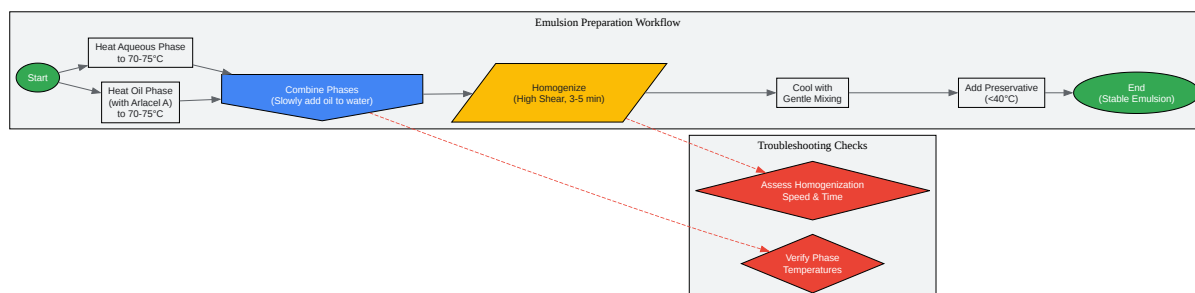 Emulsion Preparation Workflow
Start
Heat Aqueous Phase
to 70-75°C
Heat Oil Phase
(with Arlacel A)
to 70-75°C
Combine Phases
(Slowly add oil to water)
Homogenize
(High Shear, 3-5 min)
Cool with
Gentle Mixing
Add Preservative
(<40°C)
End
(Stable Emulsion)
Troubleshooting Checks
Assess Homogenization
Speed & Time
Verify Phase
Temperatures